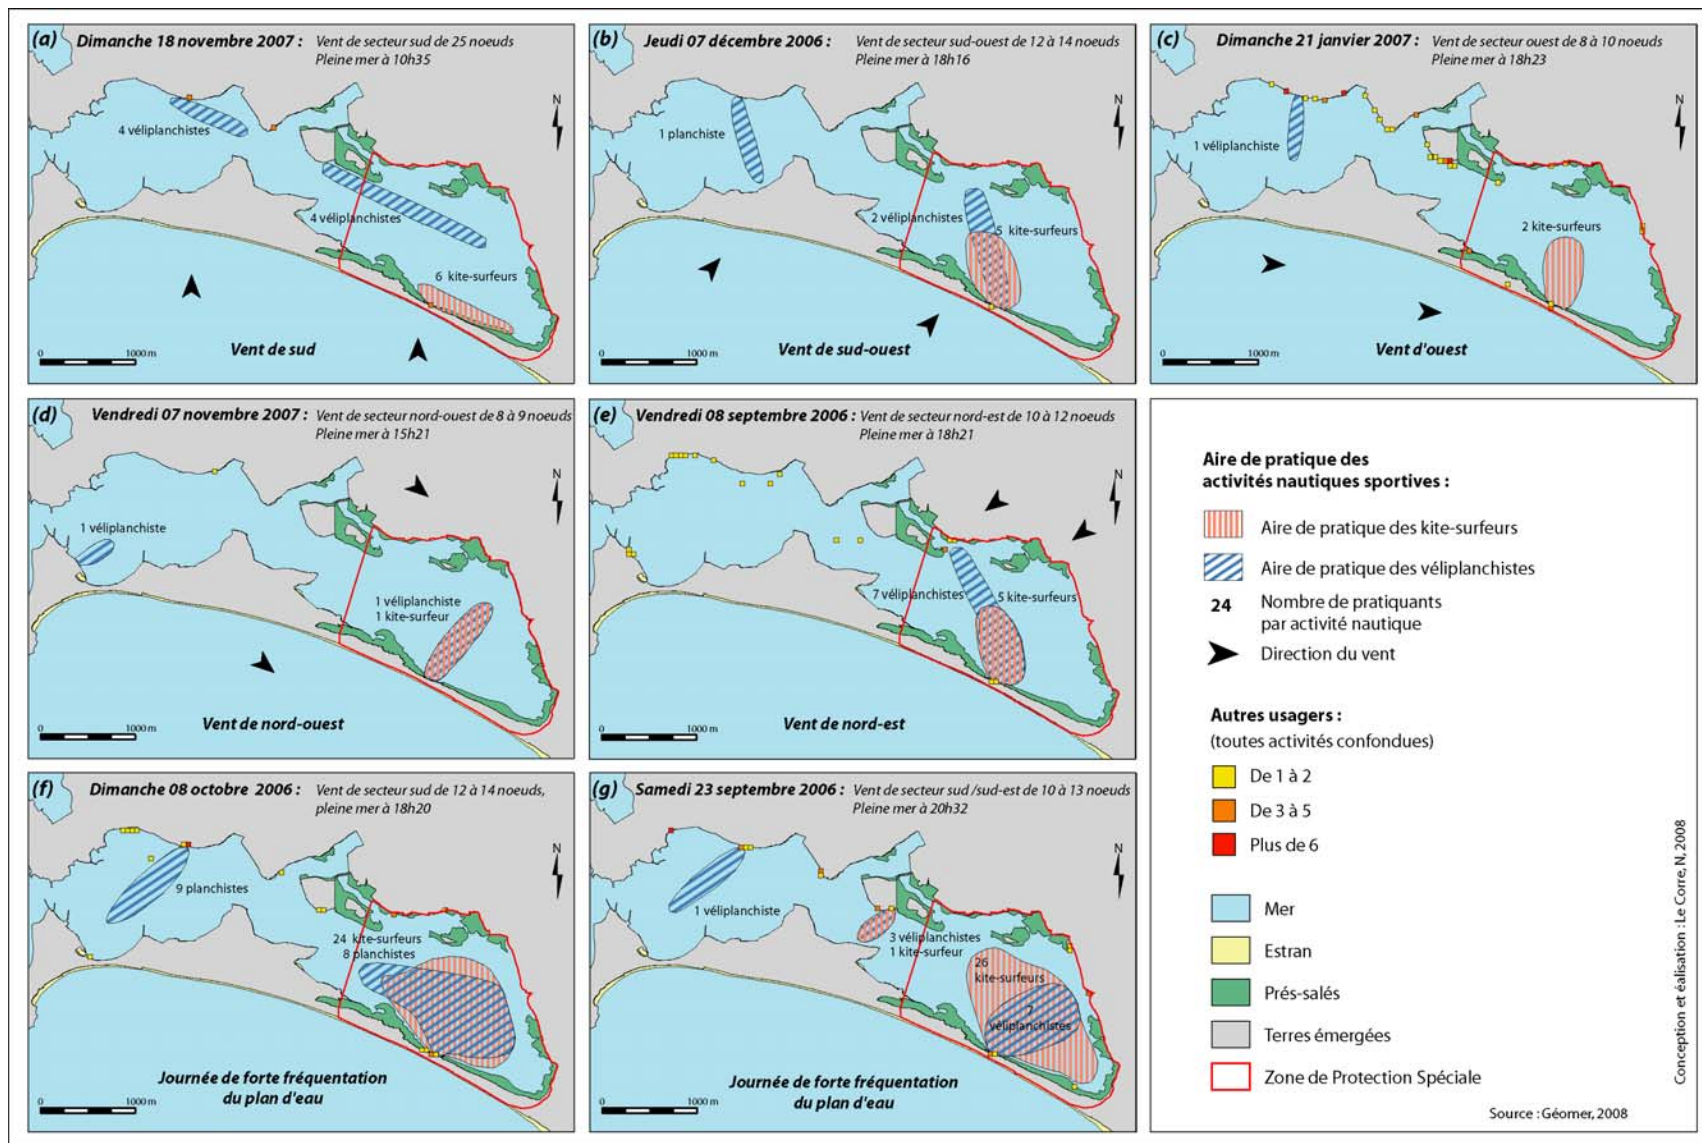 (a) Dimanche 18 novembre 2007 : Vent de secteur sud de 25 noeuds
Pleine mer à 10h35
N
4 véliplanchistes
4 véliplanchistes
6 kite-surfeurs
0 1000 m
Vent de sud
(b) Jeudi 07 décembre 2006 : Vent de secteur sud-ouest de 12 à 14 noeuds
Pleine mer à 18h16
N
1 planchiste
2 véliplanchistes
5 kite-surfeurs
0 1000 m
Vent de sud-ouest
(c) Dimanche 21 janvier 2007 : Vent de secteur ouest de 8 à 10 noeuds
Pleine mer à 18h23
N
1 véliplanchiste
2 kite-surfeurs
0 1000 m
Vent d'ouest
(d) Vendredi 07 novembre 2007 : Vent de secteur nord-ouest de 8 à 9 noeuds
Pleine mer à 15h21
N
1 véliplanchiste
1 véliplanchiste
1 kite-surfeur
0 1000 m
Vent de nord-ouest
(e) Vendredi 08 septembre 2006 : Vent de secteur nord-est de 10 à 12 noeuds
Pleine mer à 18h21
N
7 véliplanchistes
5 kite-surfeurs
0 1000 m
Vent de nord-est
(f) Dimanche 08 octobre 2006 : Vent de secteur sud de 12 à 14 noeuds,
pleine mer à 18h20
N
9 planchistes
24 kite-surfeurs
8 planchistes
0 1000 m
Journée de forte fréquentation
du plan d'eau
(g) Samedi 23 septembre 2006 : Vent de secteur sud /sud-est de 10 à 13 noeuds
Pleine mer à 20h32
N
1 véliplanchiste
3 véliplanchistes
1 kite-surfeur
26
kite-surfeurs
7
véliplanchistes
0 1000 m
Journée de forte fréquentation
du plan d'eau
Aire de pratique des
activités nautiques sportives :
Aire de pratique des kite-surfeurs
Aire de pratique des véliplanchistes
24 Nombre de pratiquants
par activité nautique
Direction du vent
Autres usagers :
(toutes activités confondues)
De 1 à 2
De 3 à 5
Plus de 6
Mer
Estran
Prés-salés
Terres émergées
Zone de Protection Spéciale
Source : Géomer, 2008
Conception et éalisation : Le Corre, N, 2008